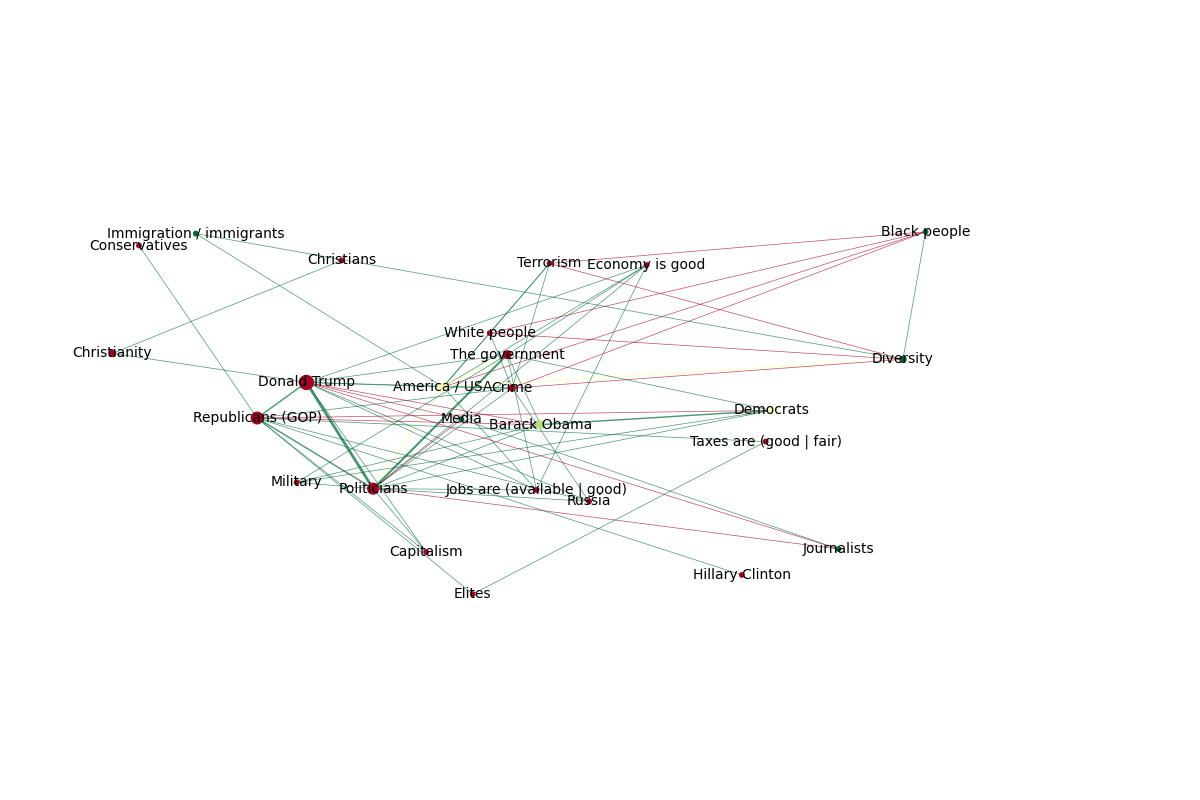 Black people
Immigration / immigrants
Conservatives
Christians
Terrorism
Economy is good
White people
Christianity
The government
Diversity
Donald Trump
America / USA
Crime
Democrats
Republicans (GOP)
Media
Barack Obama
Taxes are (good | fair)
Military
Politicians
Jobs are (available | good)
Russia
Capitalism
Journalists
Hillary Clinton
Elites